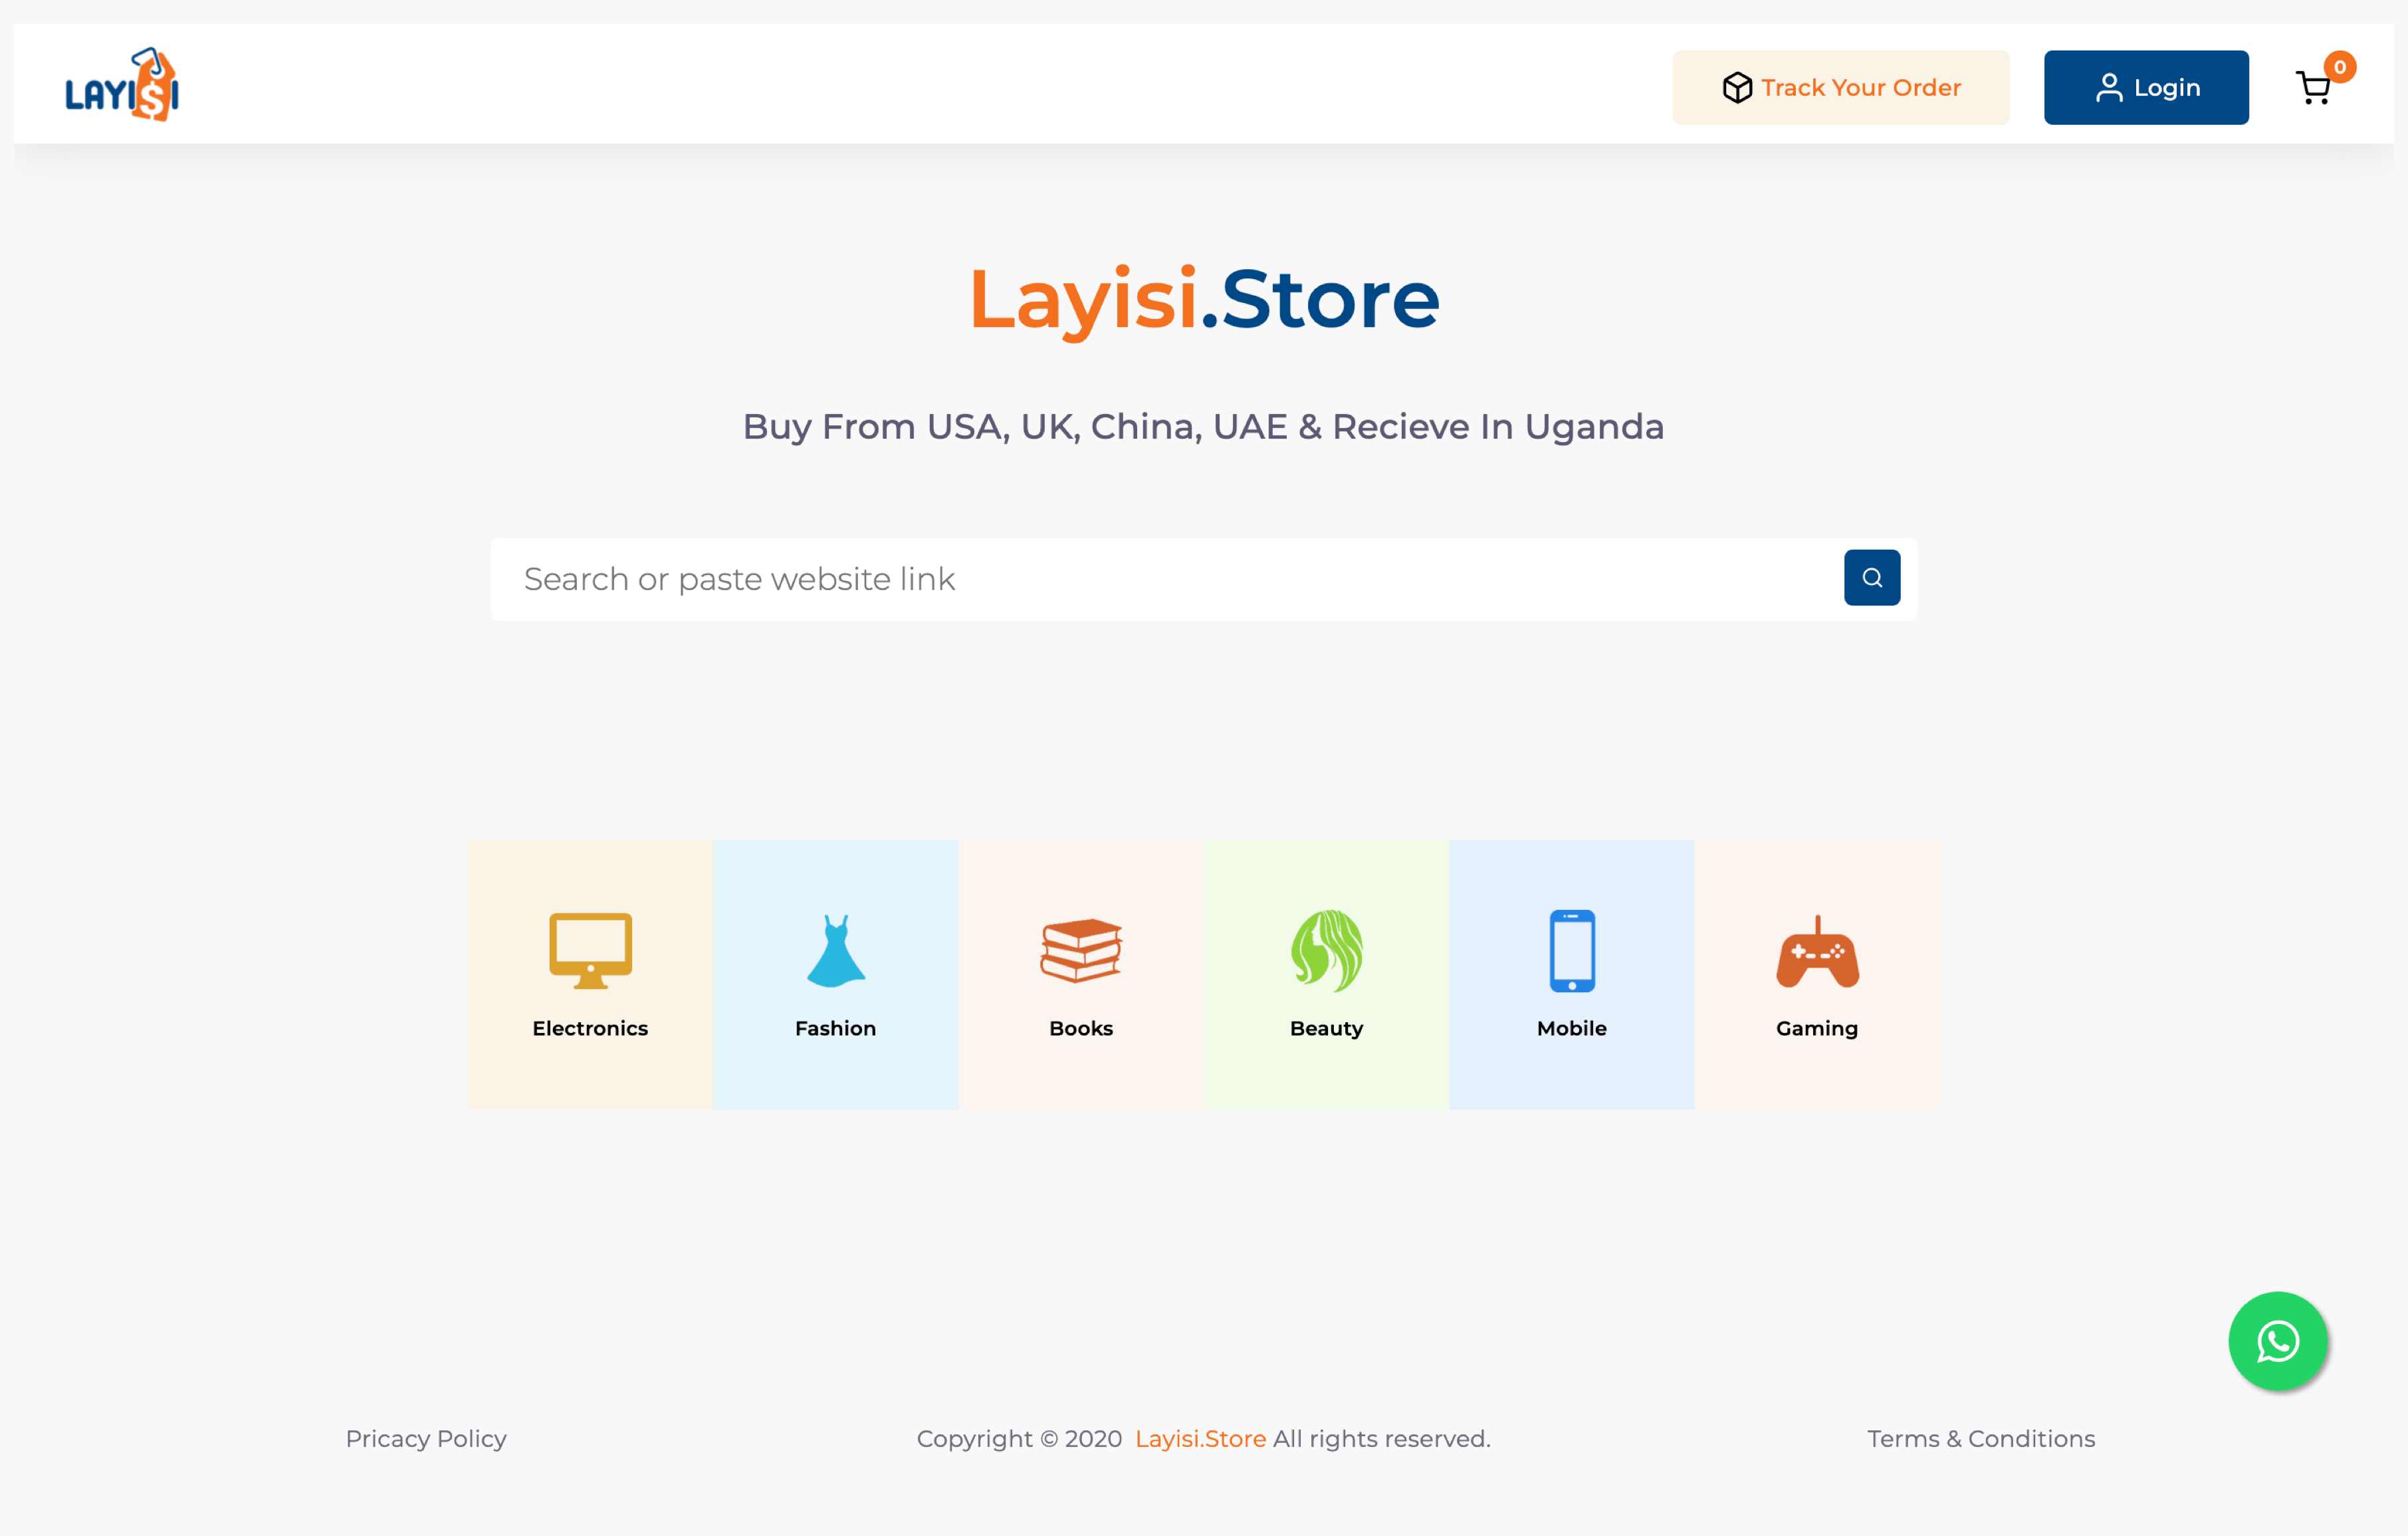 LAYISI
Track Your Order
Login
0
Layisi.Store
Buy From USA, UK, China, UAE & Recieve In Uganda
Search or paste website link
Electronics
Fashion
Books
Beauty
Mobile
Gaming
Pricacy Policy
Copyright © 2020 Layisi.Store All rights reserved.
Terms & Conditions